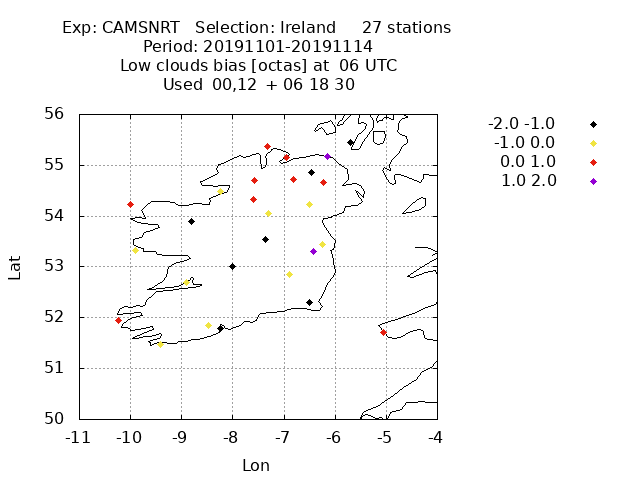 Exp: CAMSNRT Selection: Ireland 27 stations
Period: 20191101-20191114
Low clouds bias [octas] at 06 UTC
Used 00,12 + 06 18 30
-2.0 -1.0
-1.0 0.0
0.0 1.0
1.0 2.0
56
55
54
53
52
51
50
Lat
-11 -10 -9 -8 -7 -6 -5 -4
Lon